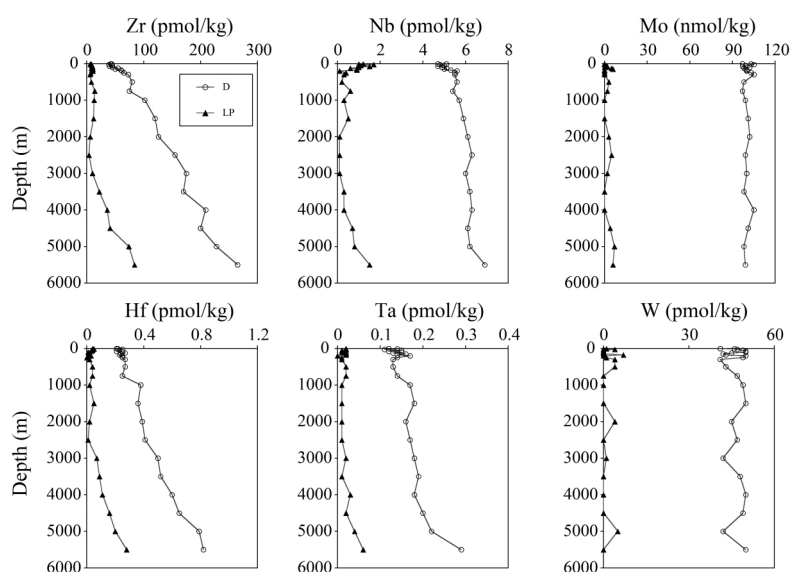 Zr (pmol/kg) Nb (pmol/kg) Mo (nmol/kg)
0 100 200 300 0 2 4 6 8 0 30 60 90 120
0 0 0
1000 1000 1000
2000 2000 2000
3000 3000 3000
4000 4000 4000
5000 5000 5000
6000 6000 6000
Depth (m)
D
LP
Hf (pmol/kg) Ta (pmol/kg) W (pmol/kg)
0 0.4 0.8 1.2 0 0.1 0.2 0.3 0.4 0 30 60
0 0 0
1000 1000 1000
2000 2000 2000
3000 3000 3000
4000 4000 4000
5000 5000 5000
6000 6000 6000
Depth (m)